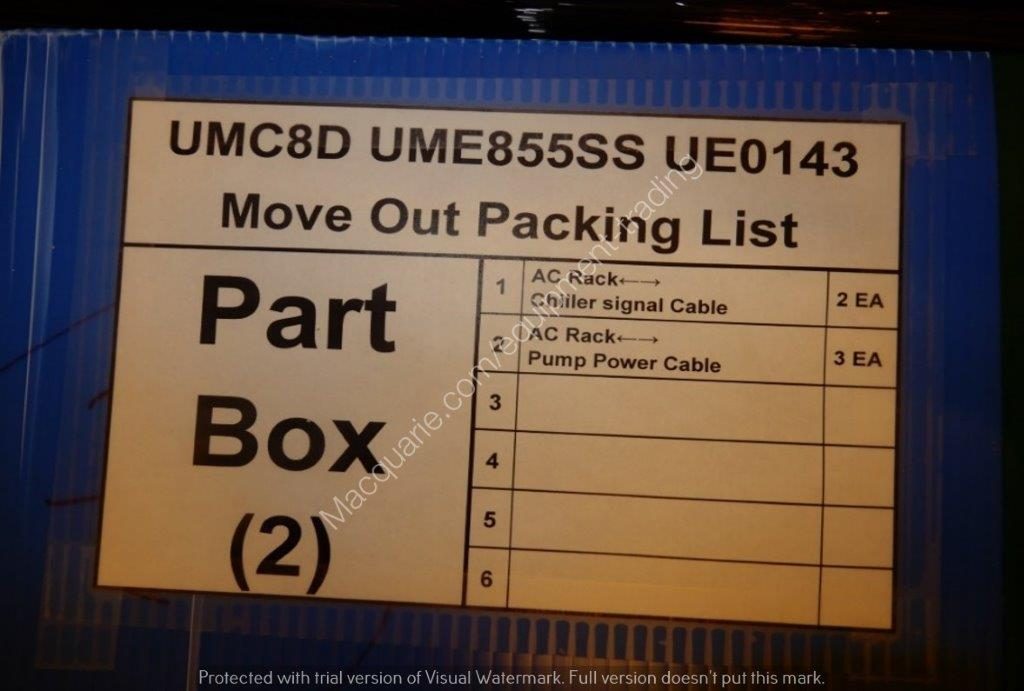 UMC8D UME855SS UE0143
Move Out Packing List
Part
Box
(2)
1 AC Rack←→
Chiller signal Cable 2 EA
2 AC Rack←→
Pump Power Cable 3 EA
3
4
5
6
Macquarie.com/equipment-trading
Protected with trial version of Visual Watermark. Full version doesn't put this mark.